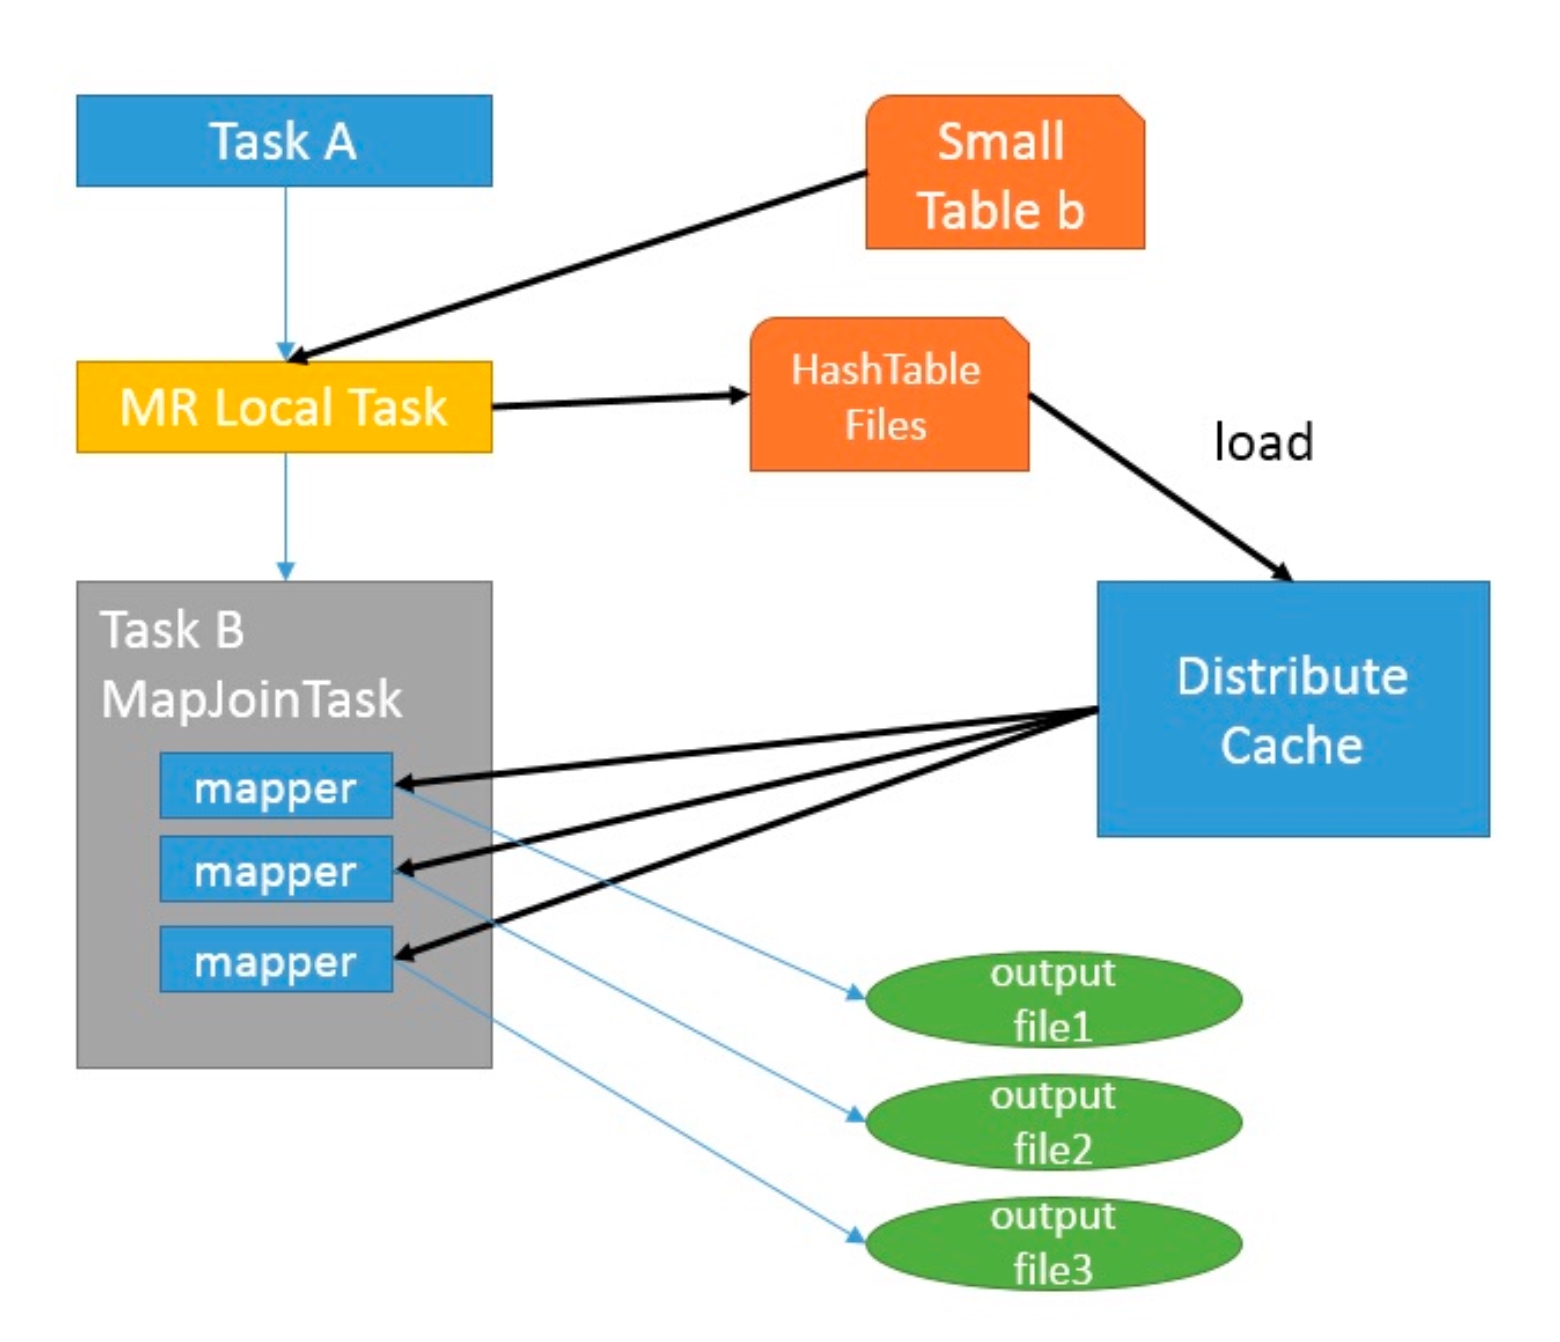 Task A
Small
Table b
MR Local Task
HashTable
Files
load
Task B
MapJoinTask
mapper
mapper
mapper
Distribute
Cache
output
file1
output
file2
output
file3